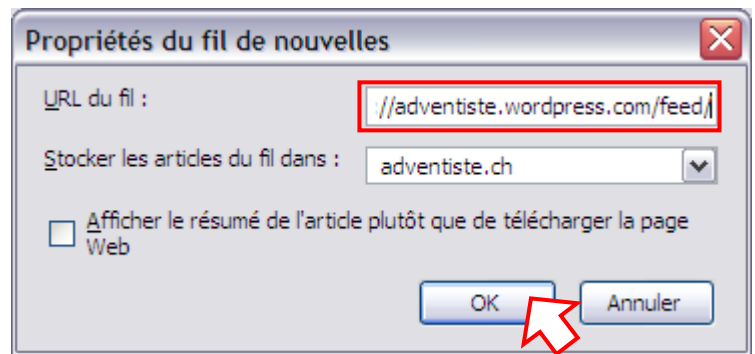 Propriétés du fil de nouvelles
URL du fil :
://adventiste.wordpress.com/feed/
Stocker les articles du fil dans :
adventiste.ch
Afficher le résumé de l'article plutôt que de télécharger la page
Web
OK
Annuler